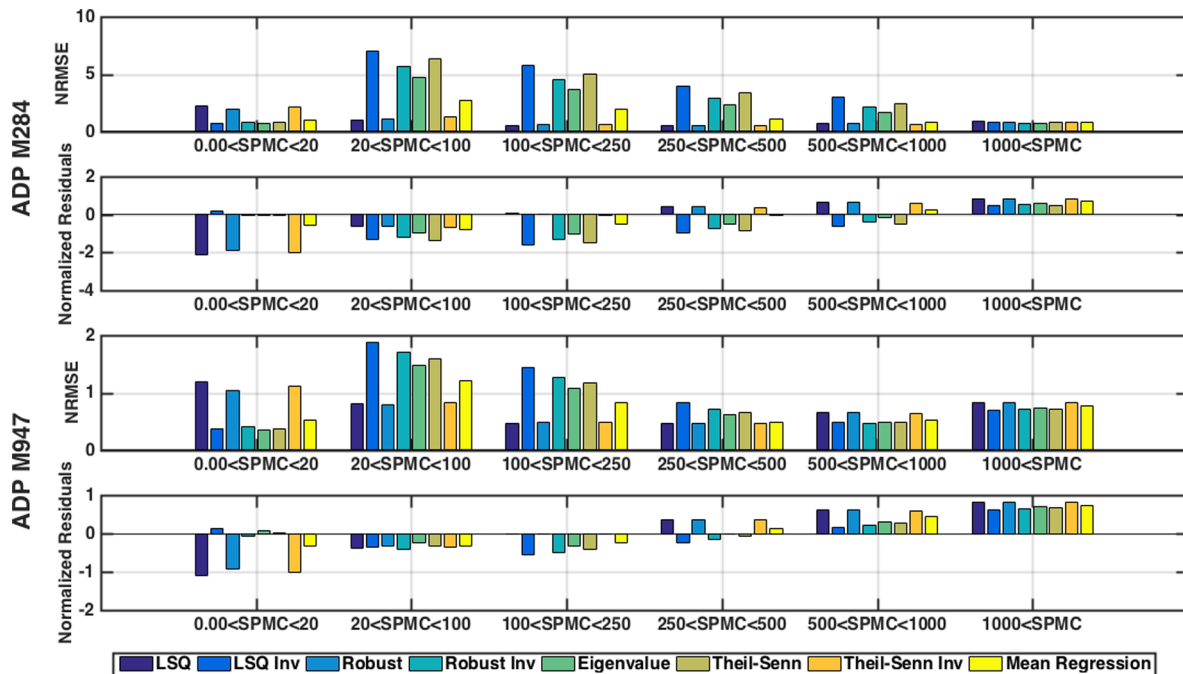 ADP M284
NRMSE
10
5
0
0.00<SPMC<20 20<SPMC<100 100<SPMC<250 250<SPMC<500 500<SPMC<1000 1000<SPMC
Normalized Residuals
2
0
-2
-4
0.00<SPMC<20 20<SPMC<100 100<SPMC<250 250<SPMC<500 500<SPMC<1000 1000<SPMC
ADP M947
NRMSE
2
1
0
0.00<SPMC<20 20<SPMC<100 100<SPMC<250 250<SPMC<500 500<SPMC<1000 1000<SPMC
Normalized Residuals
1
0
-1
-2
0.00<SPMC<20 20<SPMC<100 100<SPMC<250 250<SPMC<500 500<SPMC<1000 1000<SPMC
LSQ LSQ Inv Robust Robust Inv Eigenvalue Theil-Senn Theil-Senn Inv Mean Regression